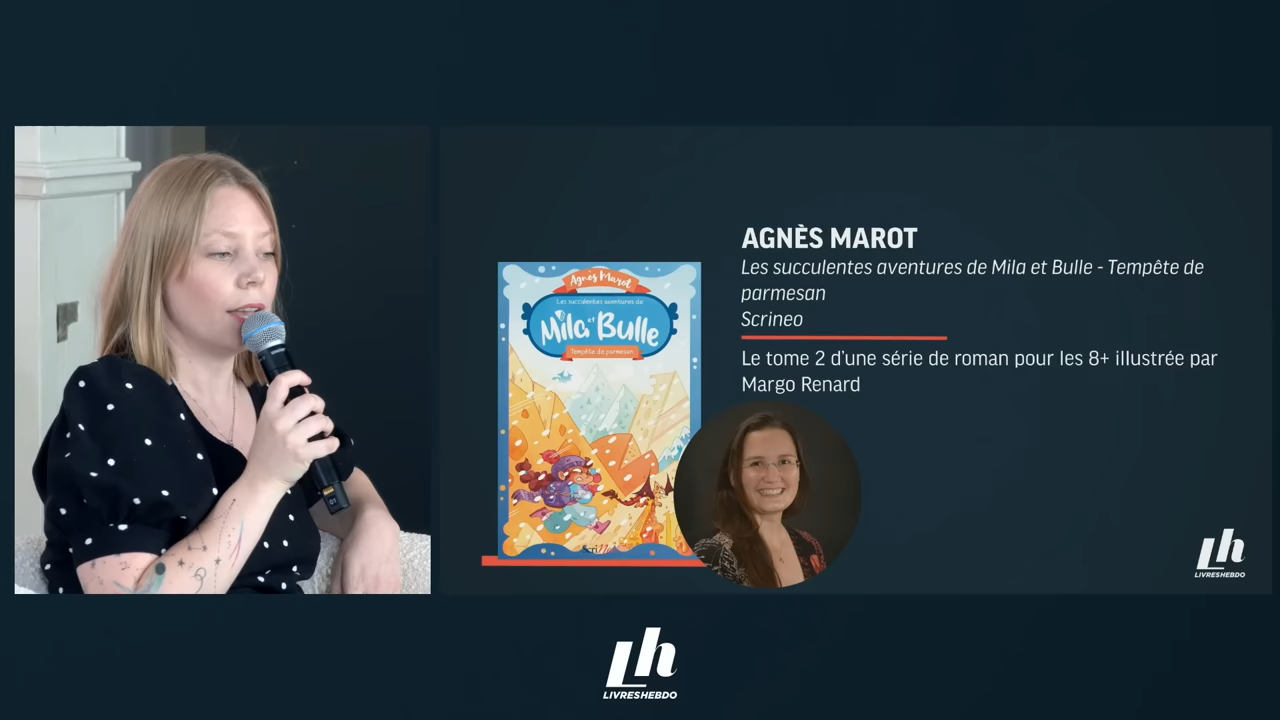 AGNÈS MAROT
Les succulentes aventures de Mila et Bulle - Tempête de
parmesan
Scrineo
Le tome 2 d'une série de roman pour les 8+ illustrée par
Margo Renard
Agnès Marot
Les succulentes aventures de
Mila et Bulle
Tempête de parmesan
Lh
LIVRESHEBDO
Lh
LIVRESHEBDO